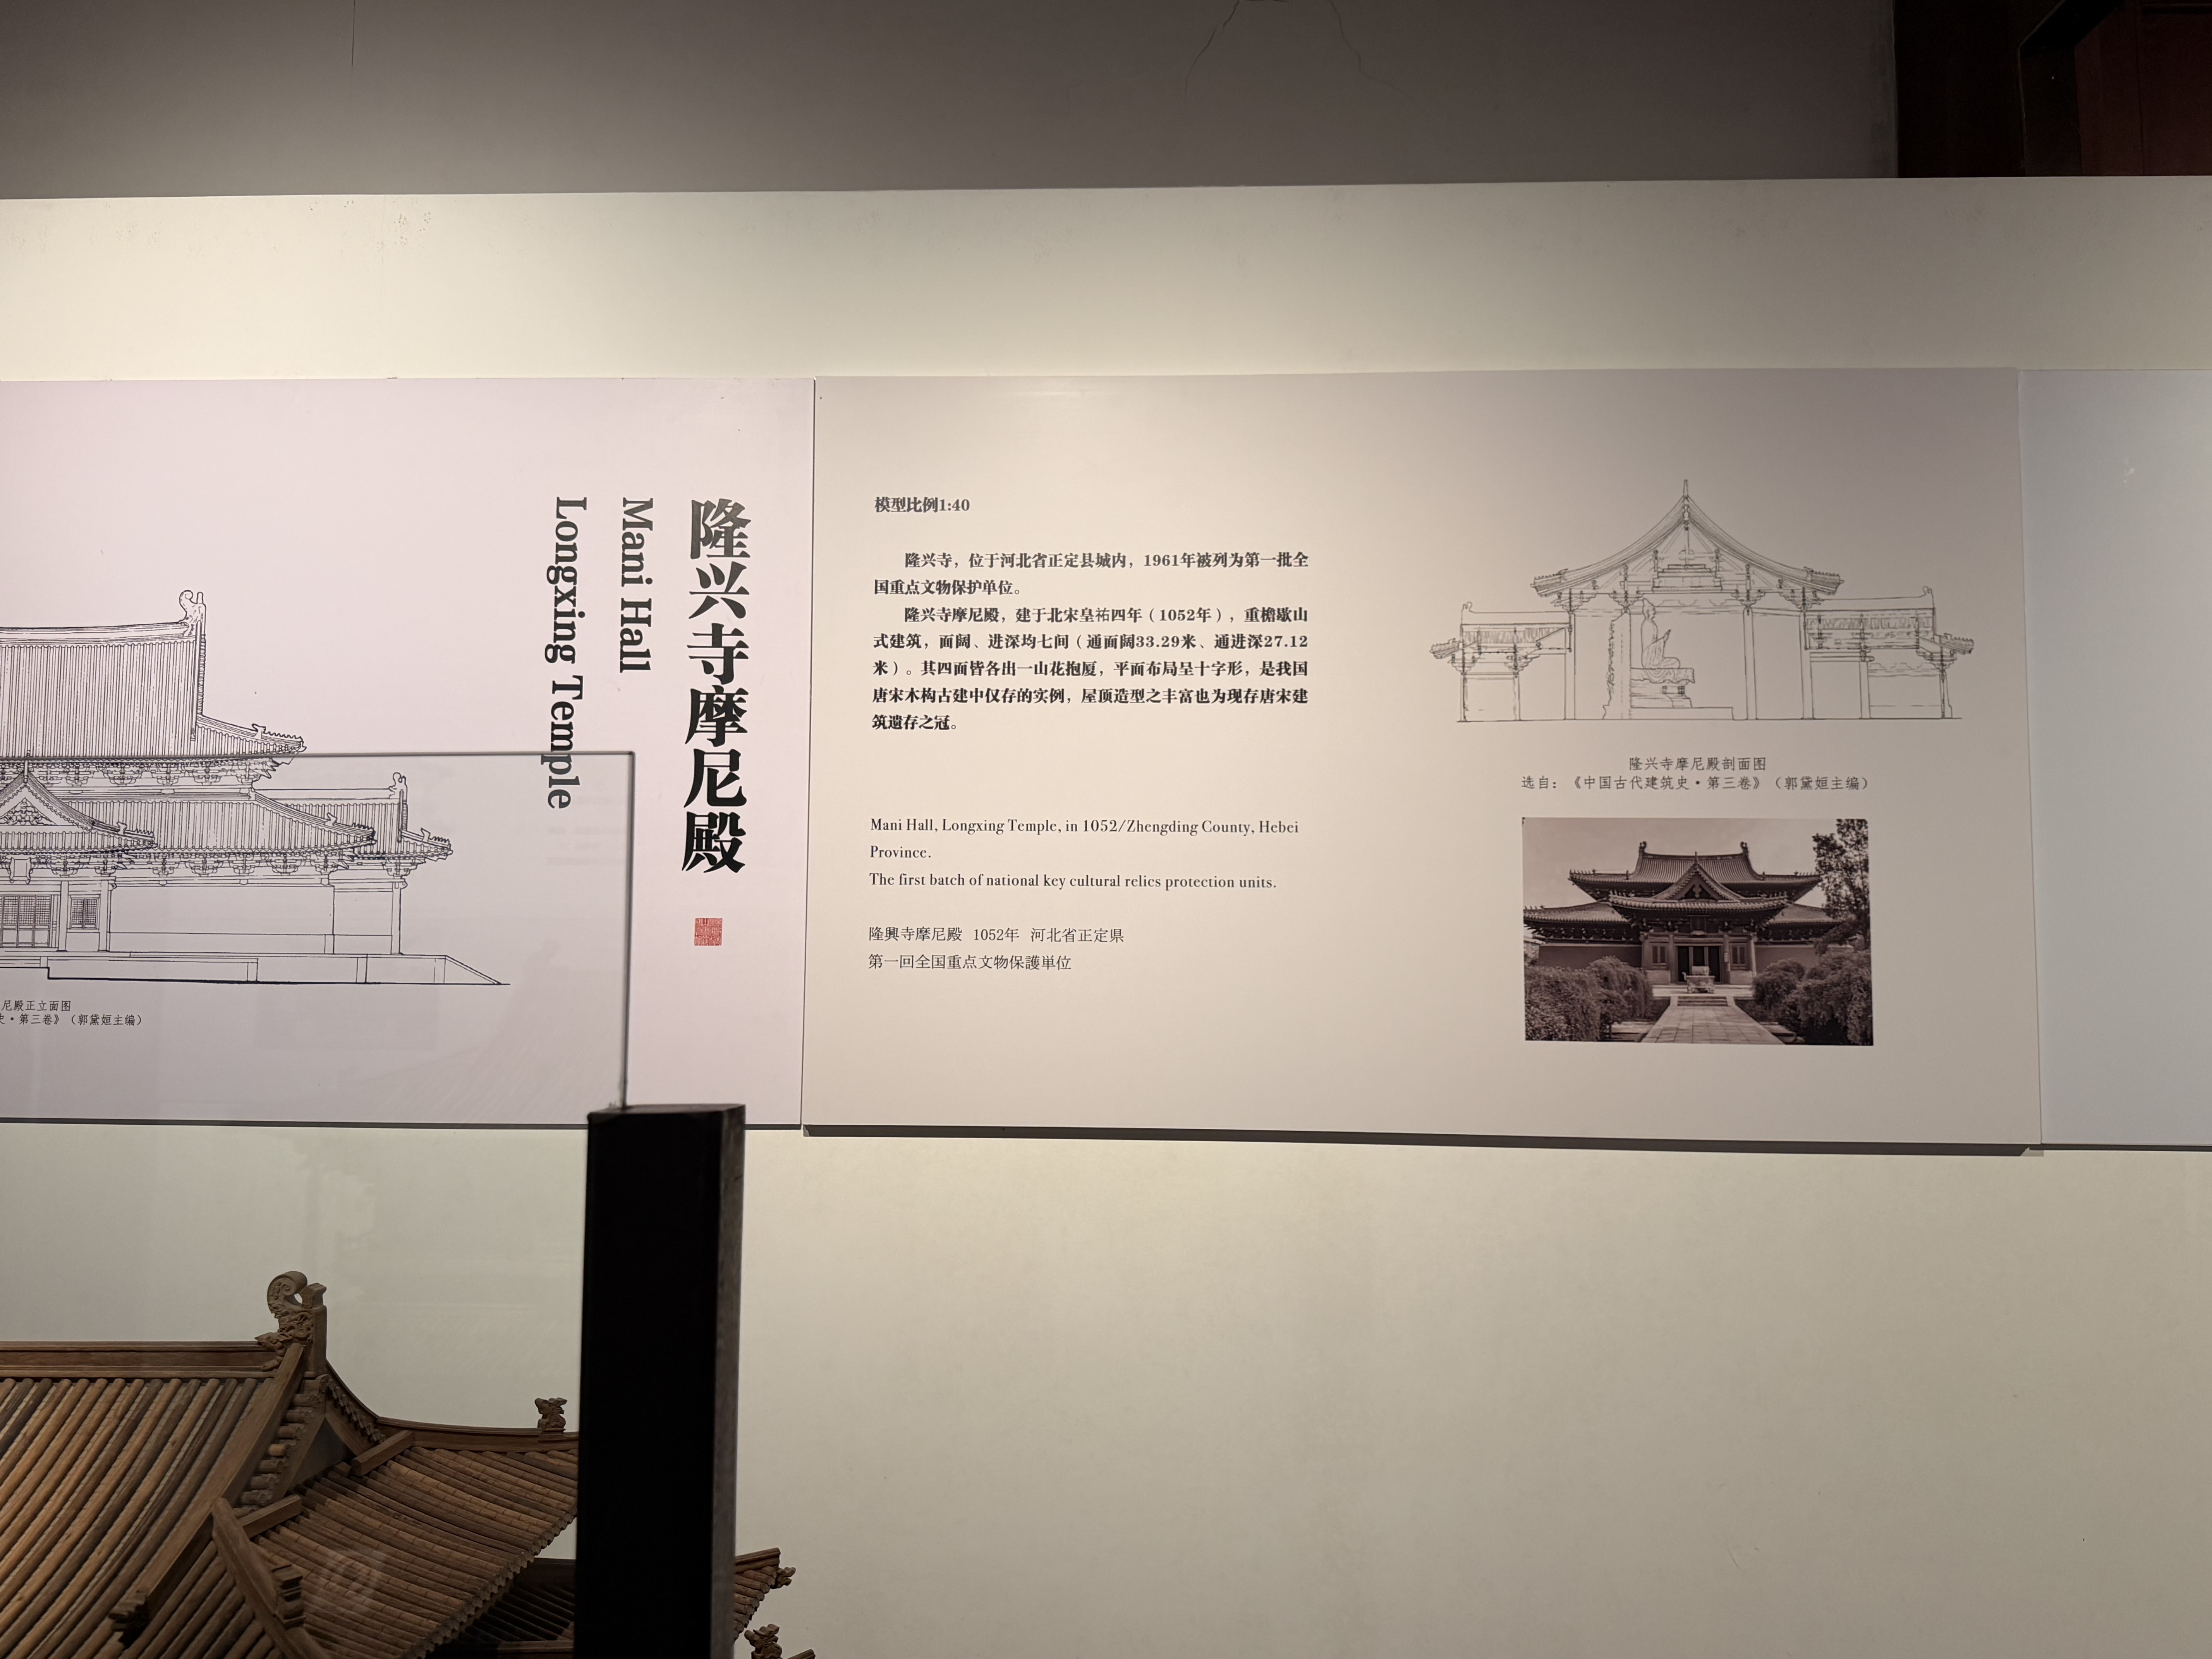 隆兴寺摩尼殿
Mani Hall
Longxing Temple
尼殿正立面图
史·第三卷》（郭黛姮主编）
模型比例1:40
隆兴寺，位于河北省正定县城内，1961年被列为第一批全
国重点文物保护单位。
隆兴寺摩尼殿，建于北宋皇祐四年（1052年），重檐歇山
式建筑，面阔、进深均七间（通面阔33.29米、通进深27.12
米）。其四面皆各出一山花抱厦，平面布局呈十字形，是我国
唐宋木构古建中仅存的实例，屋顶造型之丰富也为现存唐宋建
筑遗存之冠。
Mani Hall, Longxing Temple, in 1052/Zhengding County, Hebei
Province.
The first batch of national key cultural relics protection units.
隆興寺摩尼殿 1052年 河北省正定県
第一回全国重点文物保護単位
隆兴寺摩尼殿剖面图
选自：《中国古代建筑史·第三卷》（郭黛姮主编）